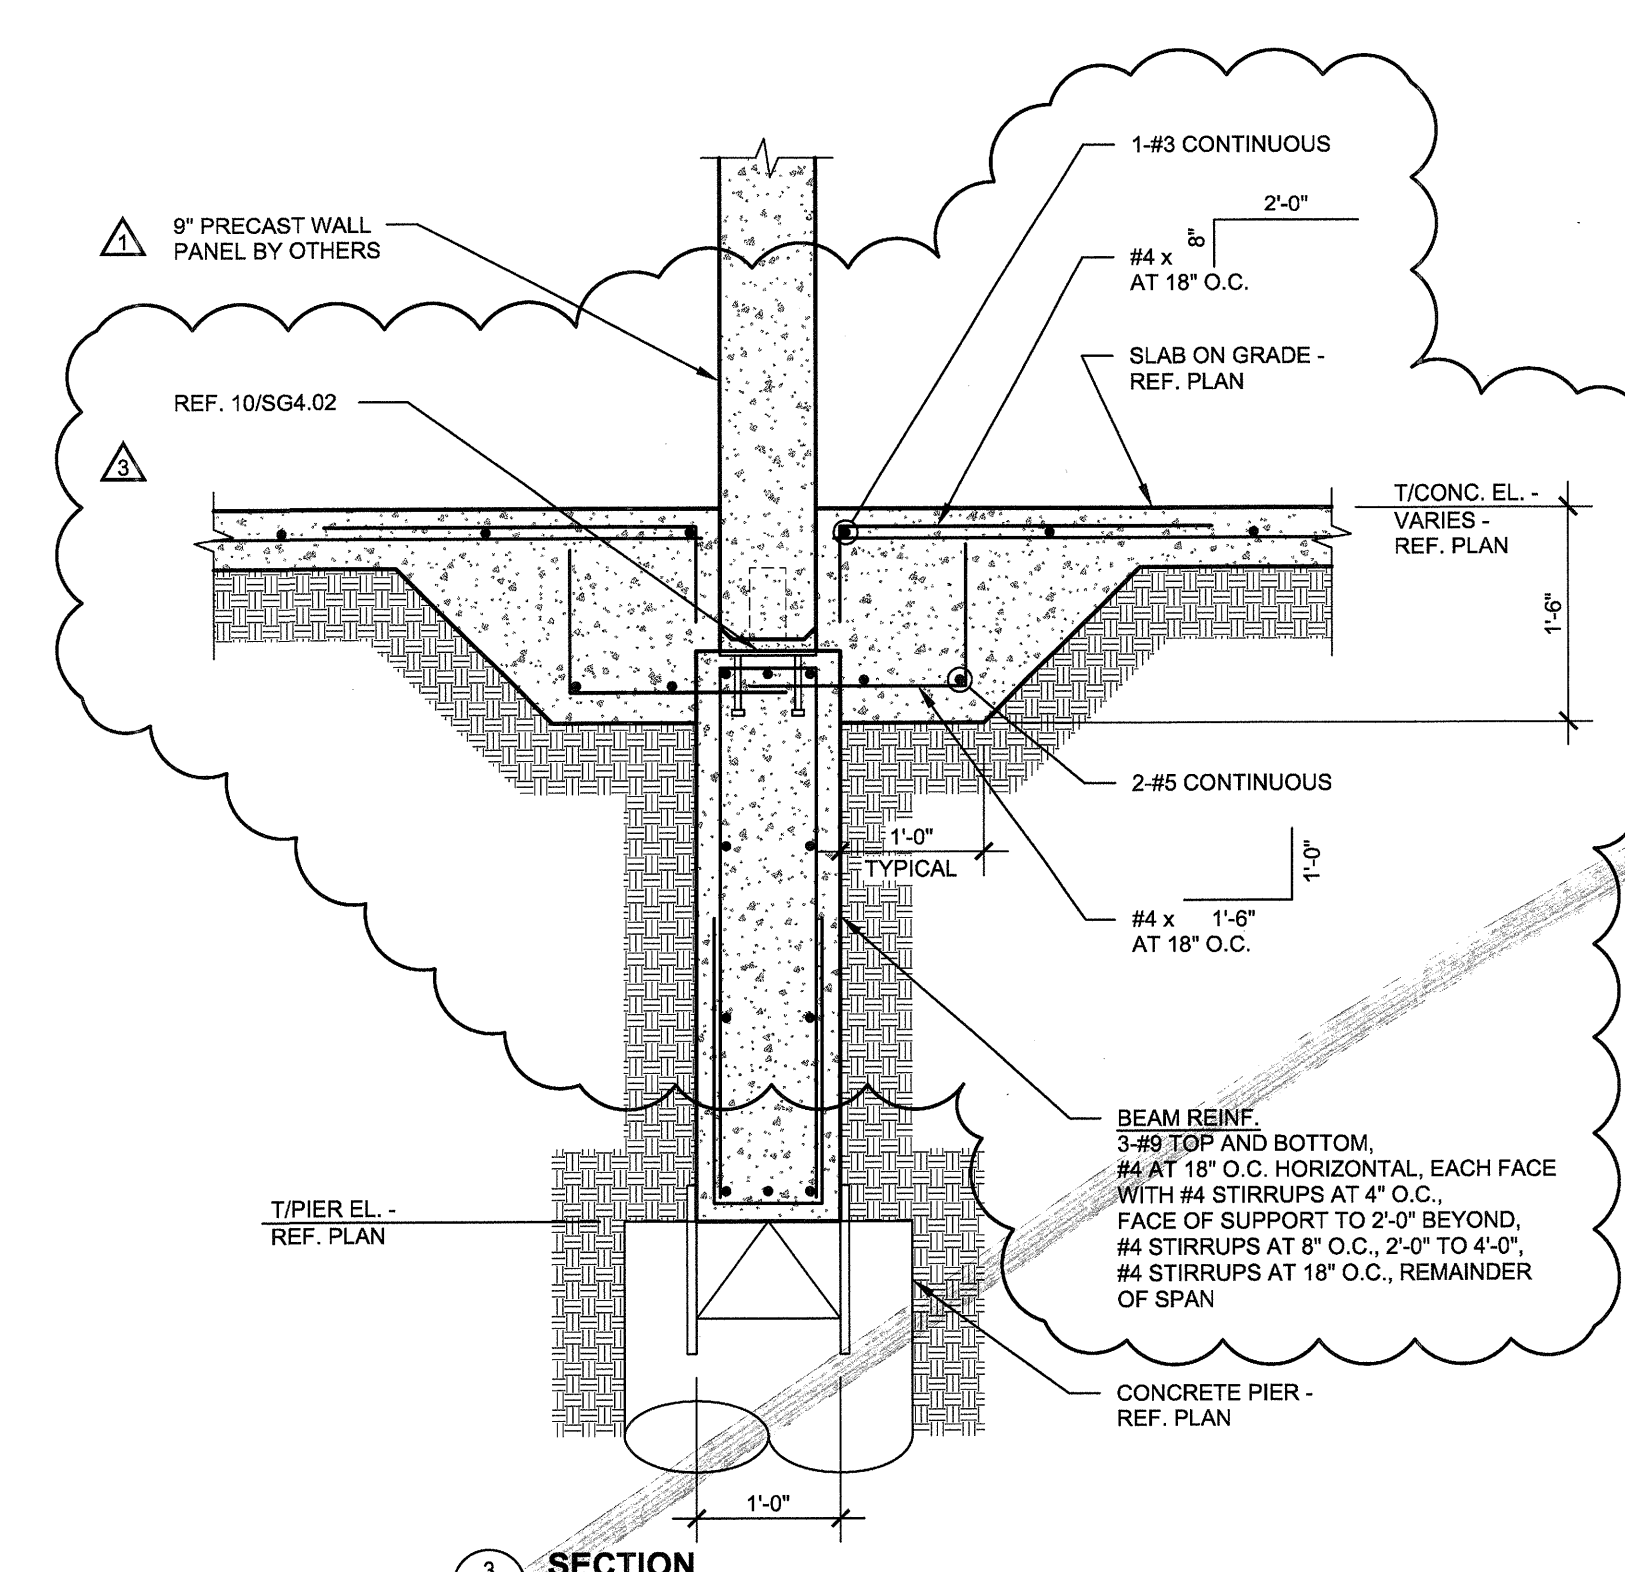 1-#3 CONTINUOUS
2'-0"
8"
#4 x
AT 18" O.C.
1
9" PRECAST WALL
PANEL BY OTHERS
SLAB ON GRADE -
REF. PLAN
REF. 10/SG4.02
3
T/CONC. EL. -
VARIES -
REF. PLAN
1'-6"
2-#5 CONTINUOUS
1'-0"
TYPICAL
1'-0"
#4 x 1'-6"
AT 18" O.C.
BEAM REINF.
3-#9 TOP AND BOTTOM,
#4 AT 18" O.C. HORIZONTAL, EACH FACE
WITH #4 STIRRUPS AT 4" O.C.,
FACE OF SUPPORT TO 2'-0" BEYOND,
#4 STIRRUPS AT 8" O.C., 2'-0" TO 4'-0",
#4 STIRRUPS AT 18" O.C., REMAINDER
OF SPAN
T/PIER EL. -
REF. PLAN
CONCRETE PIER -
REF. PLAN
1'-0"
3
SECTION